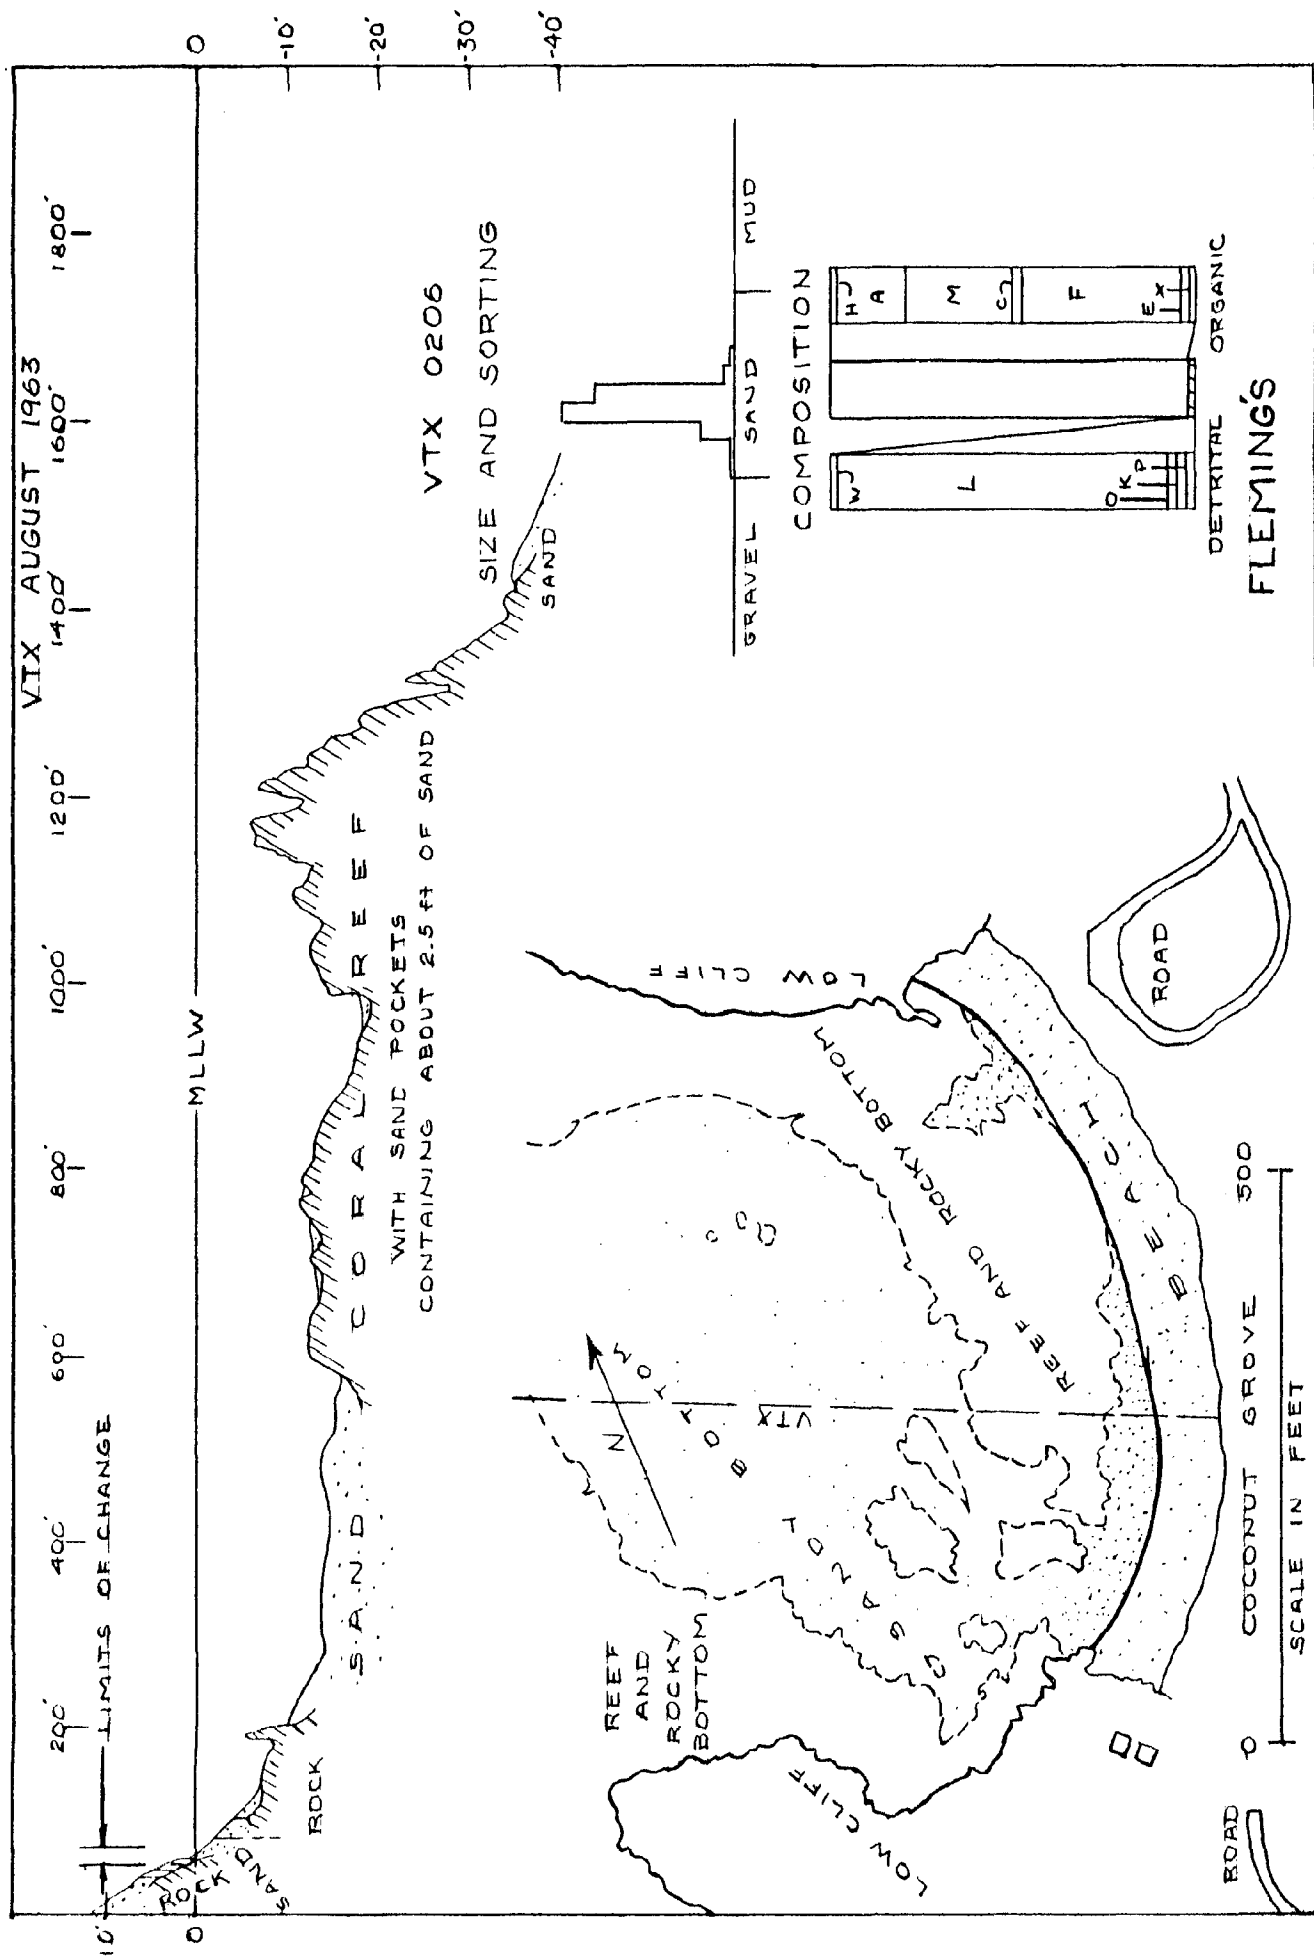 VTX AUGUST 1963
200' 400' 600' 800' 1000' 1200' 1400' 1600' 1800'
LIMITS OF CHANGE
10'
0
MLLW
0
-10'
-20'
-30'
-40'
ROCK
SAND
ROCK
SAND
CORAL REEF
WITH SAND POCKETS
CONTAINING ABOUT 2.5 ft OF SAND
SAND
VTX 0206
SIZE AND SORTING
GRAVEL SAND MUD
COMPOSITION
W
L
O
K
P
H
A
M
C
F
E
X
DETRITAL ORGANIC
FLEMING'S
REEF
AND
ROCKY
BOTTOM
LOW CLIFF
N
BOTTOM
VTX
LOW CLIFF
REEF AND ROCKY BOTTOM
BEACH
ROAD
ROAD
COCONUT GROVE
0 500
SCALE IN FEET